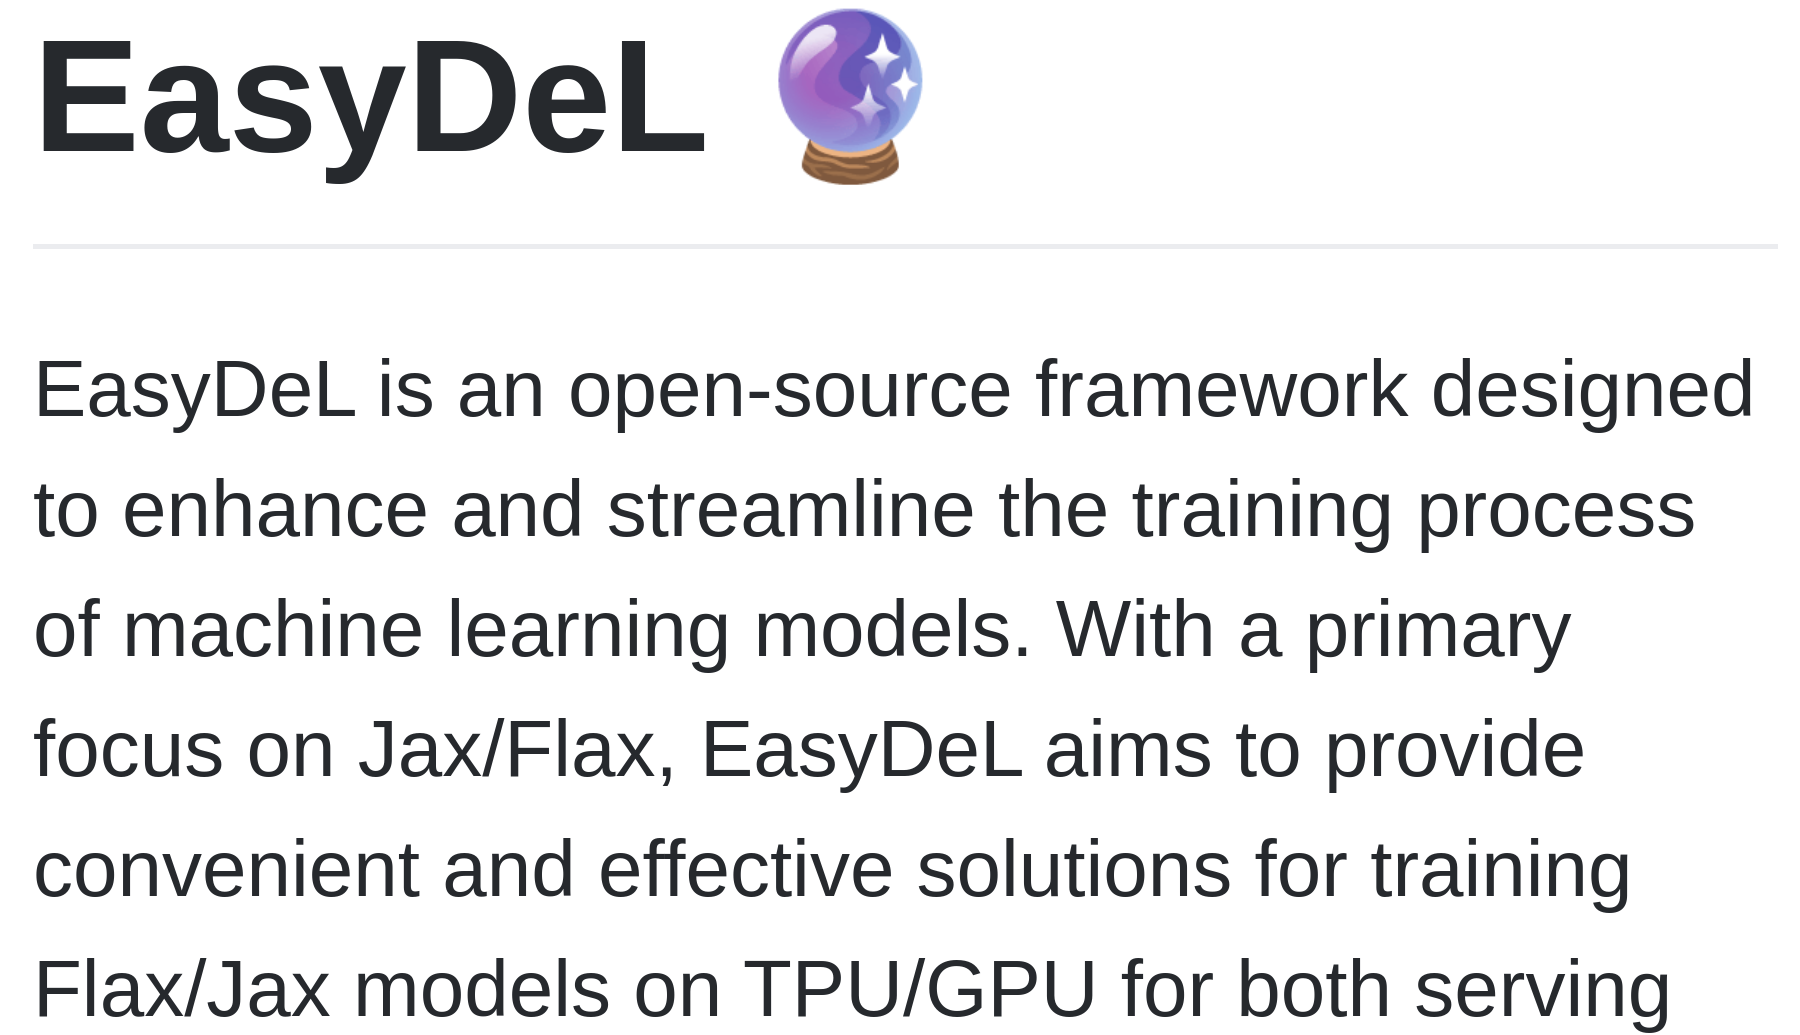 EasyDeL 🔮
EasyDeL is an open-source framework designed
to enhance and streamline the training process
of machine learning models. With a primary
focus on Jax/Flax, EasyDeL aims to provide
convenient and effective solutions for training
Flax/Jax models on TPU/GPU for both serving